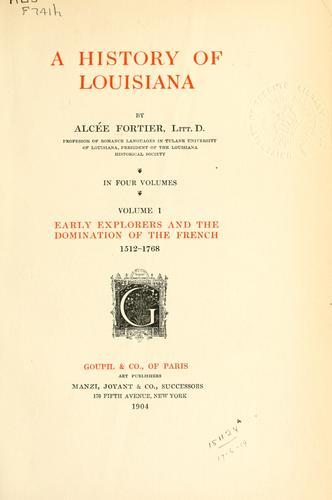 F741h
A HISTORY OF
LOUISIANA
BY
ALCÉE FORTIER, LITT. D.
PROFESSOR OF ROMANCE LANGUAGES IN TULANE UNIVERSITY
OF LOUISIANA, PRESIDENT OF THE LOUISIANA
HISTORICAL SOCIETY
IN FOUR VOLUMES
VOLUME I
EARLY EXPLORERS AND THE
DOMINATION OF THE FRENCH
1512-1768
G
GOUPIL & CO., OF PARIS
ART PUBLISHERS
MANZI, JOYANT & CO., SUCCESSORS
170 FIFTH AVENUE, NEW YORK
1904